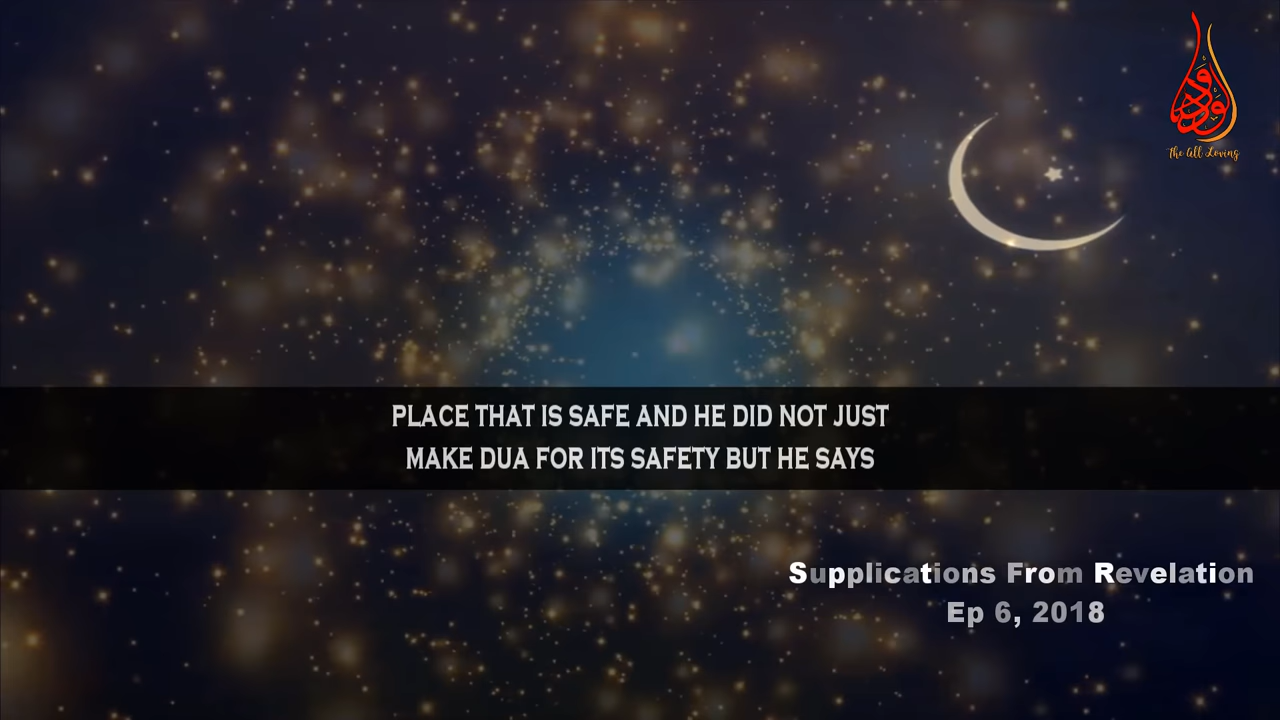 ودود
The All Loving
PLACE THAT IS SAFE AND HE DID NOT JUST
MAKE DUA FOR ITS SAFETY BUT HE SAYS
Supplications From Revelation
Ep 6, 2018